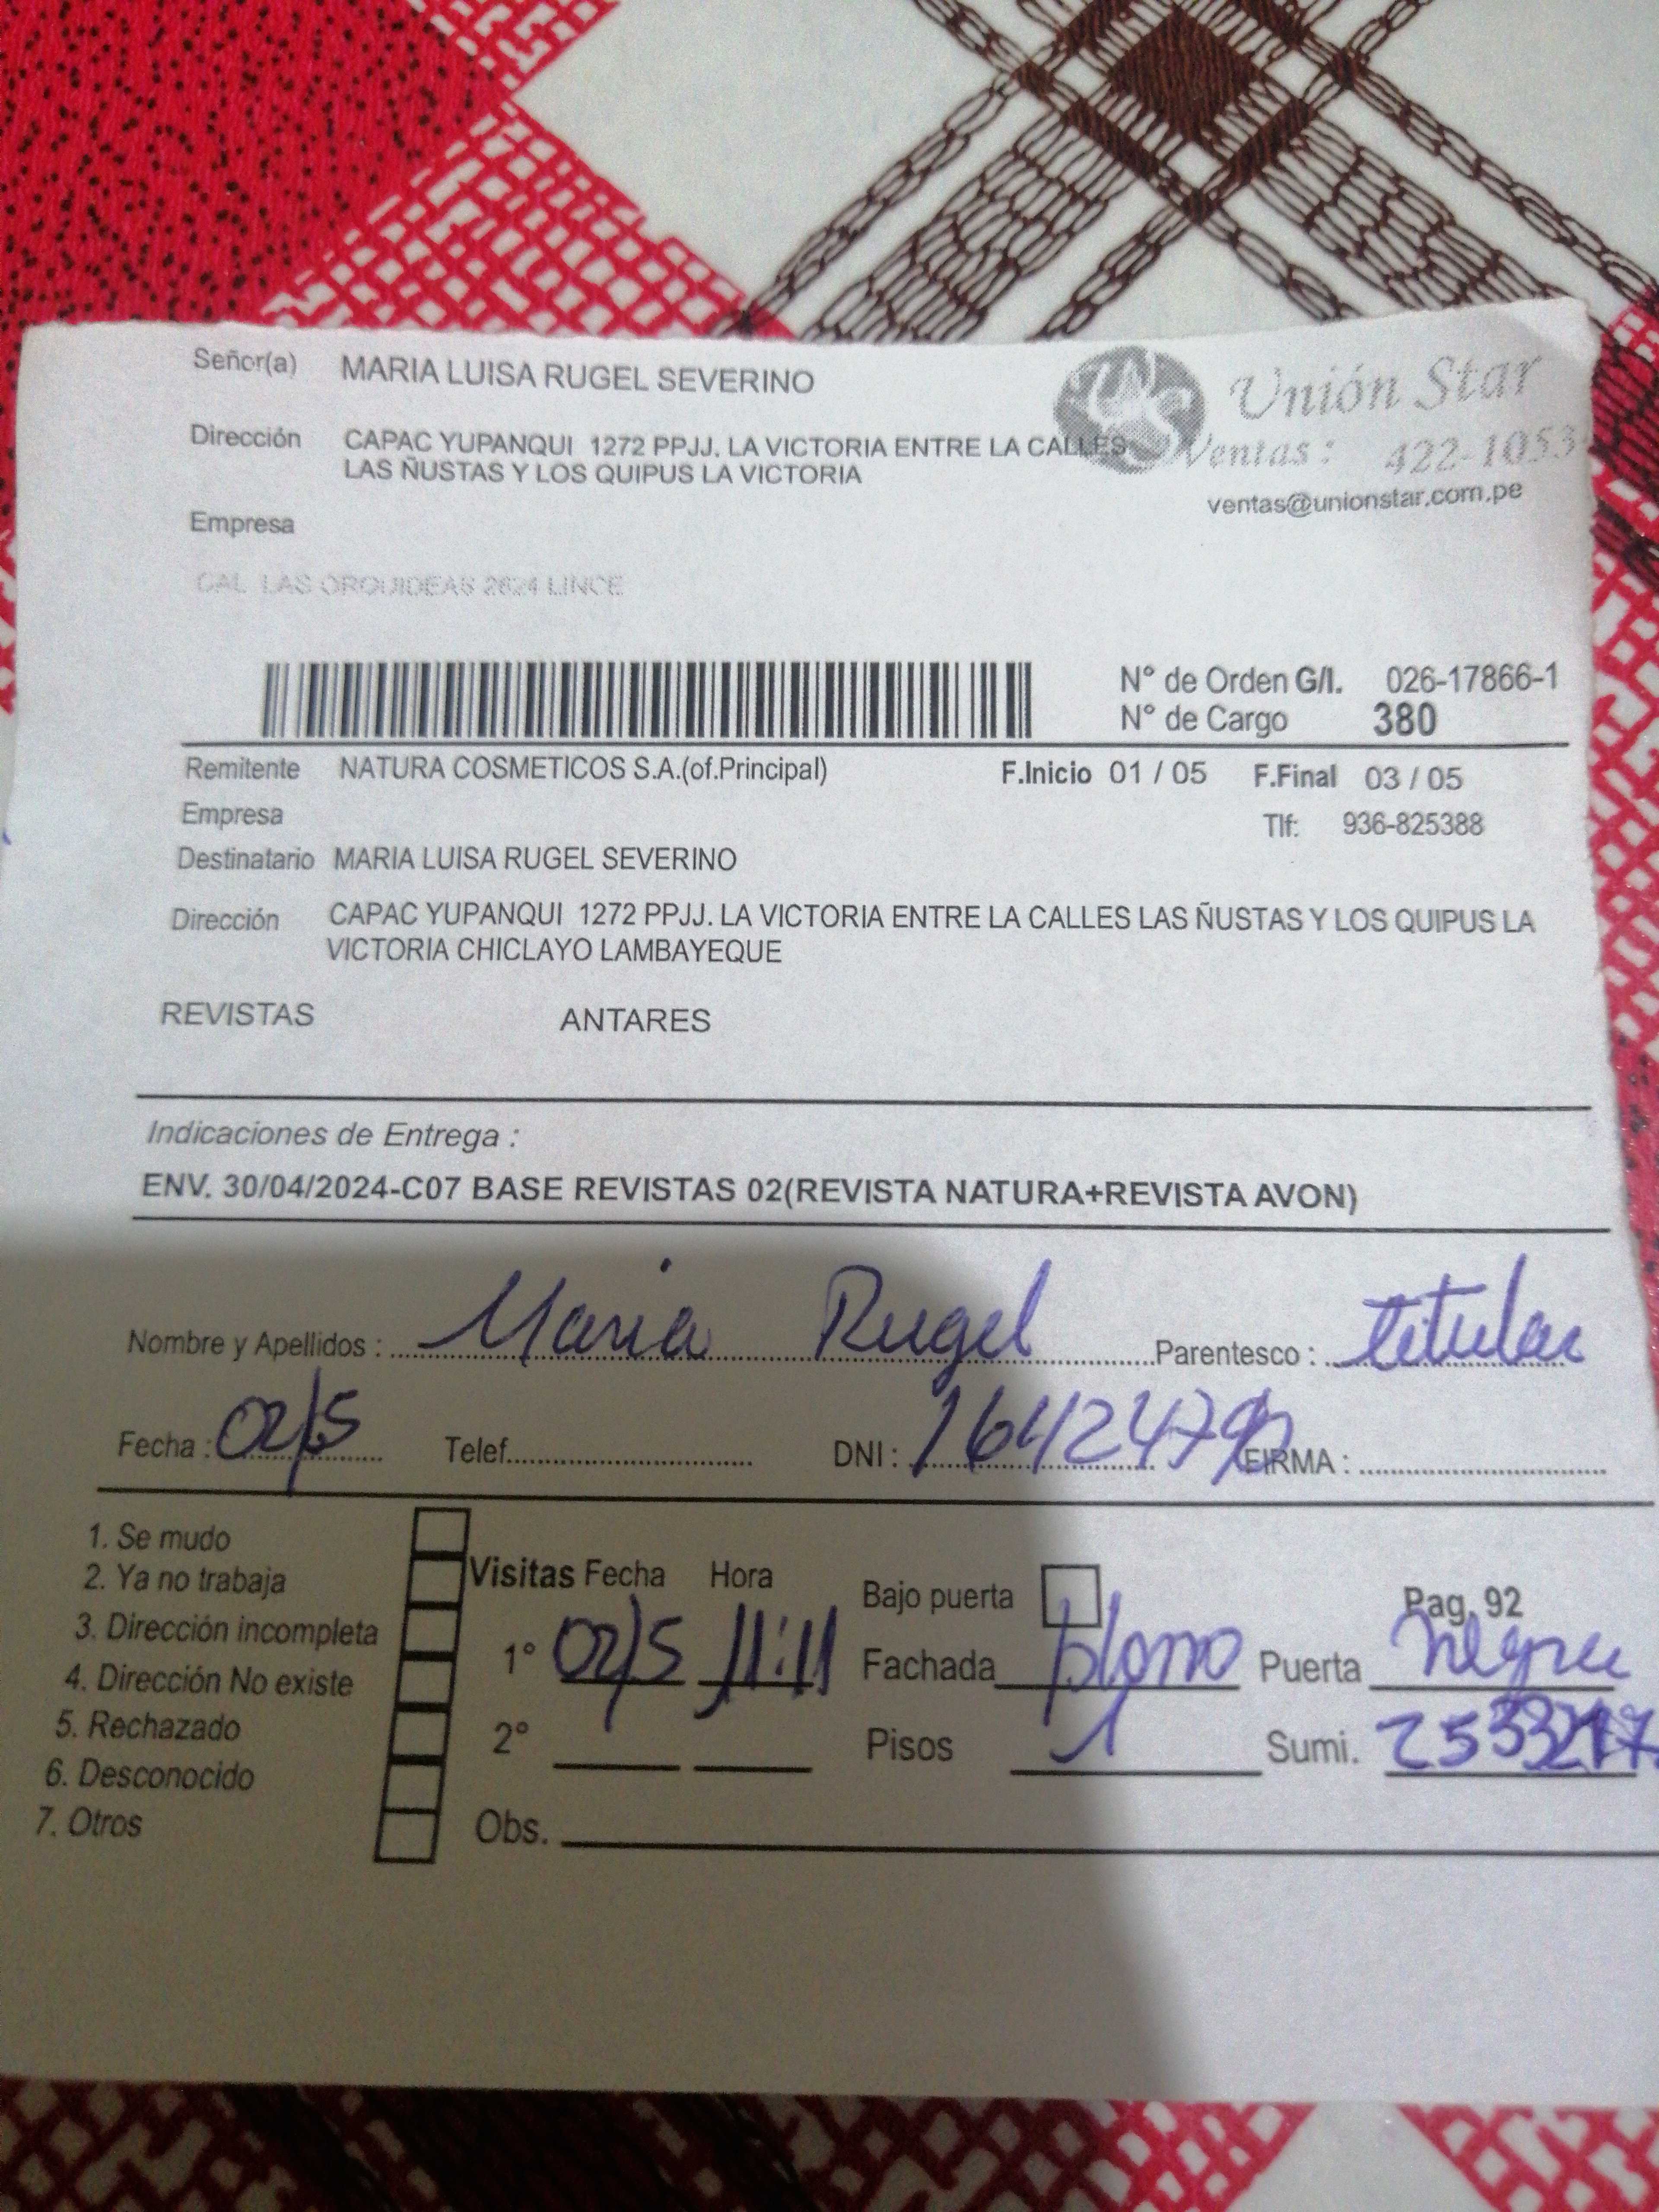 Señor(a) MARIA LUISA RUGEL SEVERINO
Unión Star
Dirección CAPAC YUPANQUI 1272 PPJJ. LA VICTORIA ENTRE LA CALLES
LAS ÑUSTAS Y LOS QUIPUS LA VICTORIA
Ventas: 422-1053
ventas@unionstar.com.pe
Empresa
CAL LAS ORQUIDEAS 2624 LINCE
N° de Orden G/I. 026-17866-1
N° de Cargo 380
Remitente NATURA COSMETICOS S.A.(of.Principal) F.Inicio 01 / 05 F.Final 03 / 05
Empresa Tlf: 936-825388
Destinatario MARIA LUISA RUGEL SEVERINO
Dirección CAPAC YUPANQUI 1272 PPJJ. LA VICTORIA ENTRE LA CALLES LAS ÑUSTAS Y LOS QUIPUS LA
VICTORIA CHICLAYO LAMBAYEQUE
REVISTAS ANTARES
Indicaciones de Entrega :
ENV. 30/04/2024-C07 BASE REVISTAS 02(REVISTA NATURA+REVISTA AVON)
Nombre y Apellidos : Maria Rugel Parentesco : titular
Fecha : 02/5 Telef. DNI : FIRMA :
1. Se mudo
2. Ya no trabaja
3. Dirección incompleta
4. Dirección No existe
5. Rechazado
6. Desconocido
7. Otros
Visitas Fecha Hora
1° 02/5 11:11
2°
Obs.
Bajo puerta Pag. 92
Fachada Puerta
Pisos 1 Sumi.